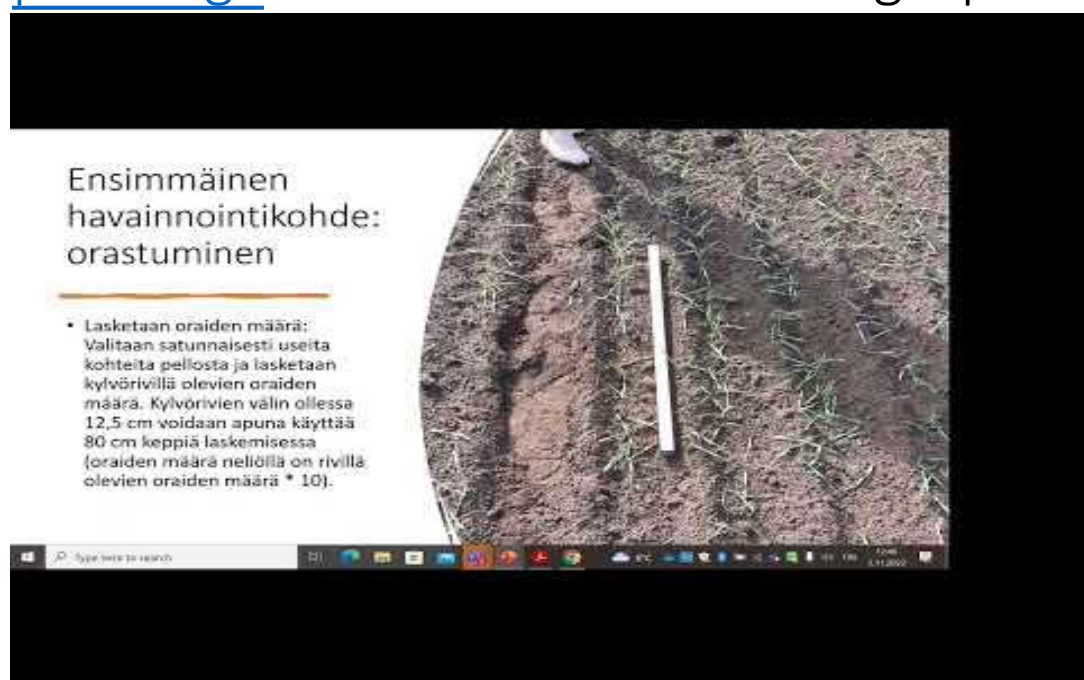 Ensimmäinen
havainnointikohde:
orastuminen
• Lasketaan oraiden määrä:
Valitaan satunnaisesti useita
kohteita pellosta ja lasketaan
kylvörivillä olevien oraiden
määrä. Kylvörivien välin ollessa
12,5 cm voidaan apuna käyttää
80 cm keppiä laskemisessa
(oraiden määrä neliöllä on rivillä
olevien oraiden määrä * 10).
Type here to search